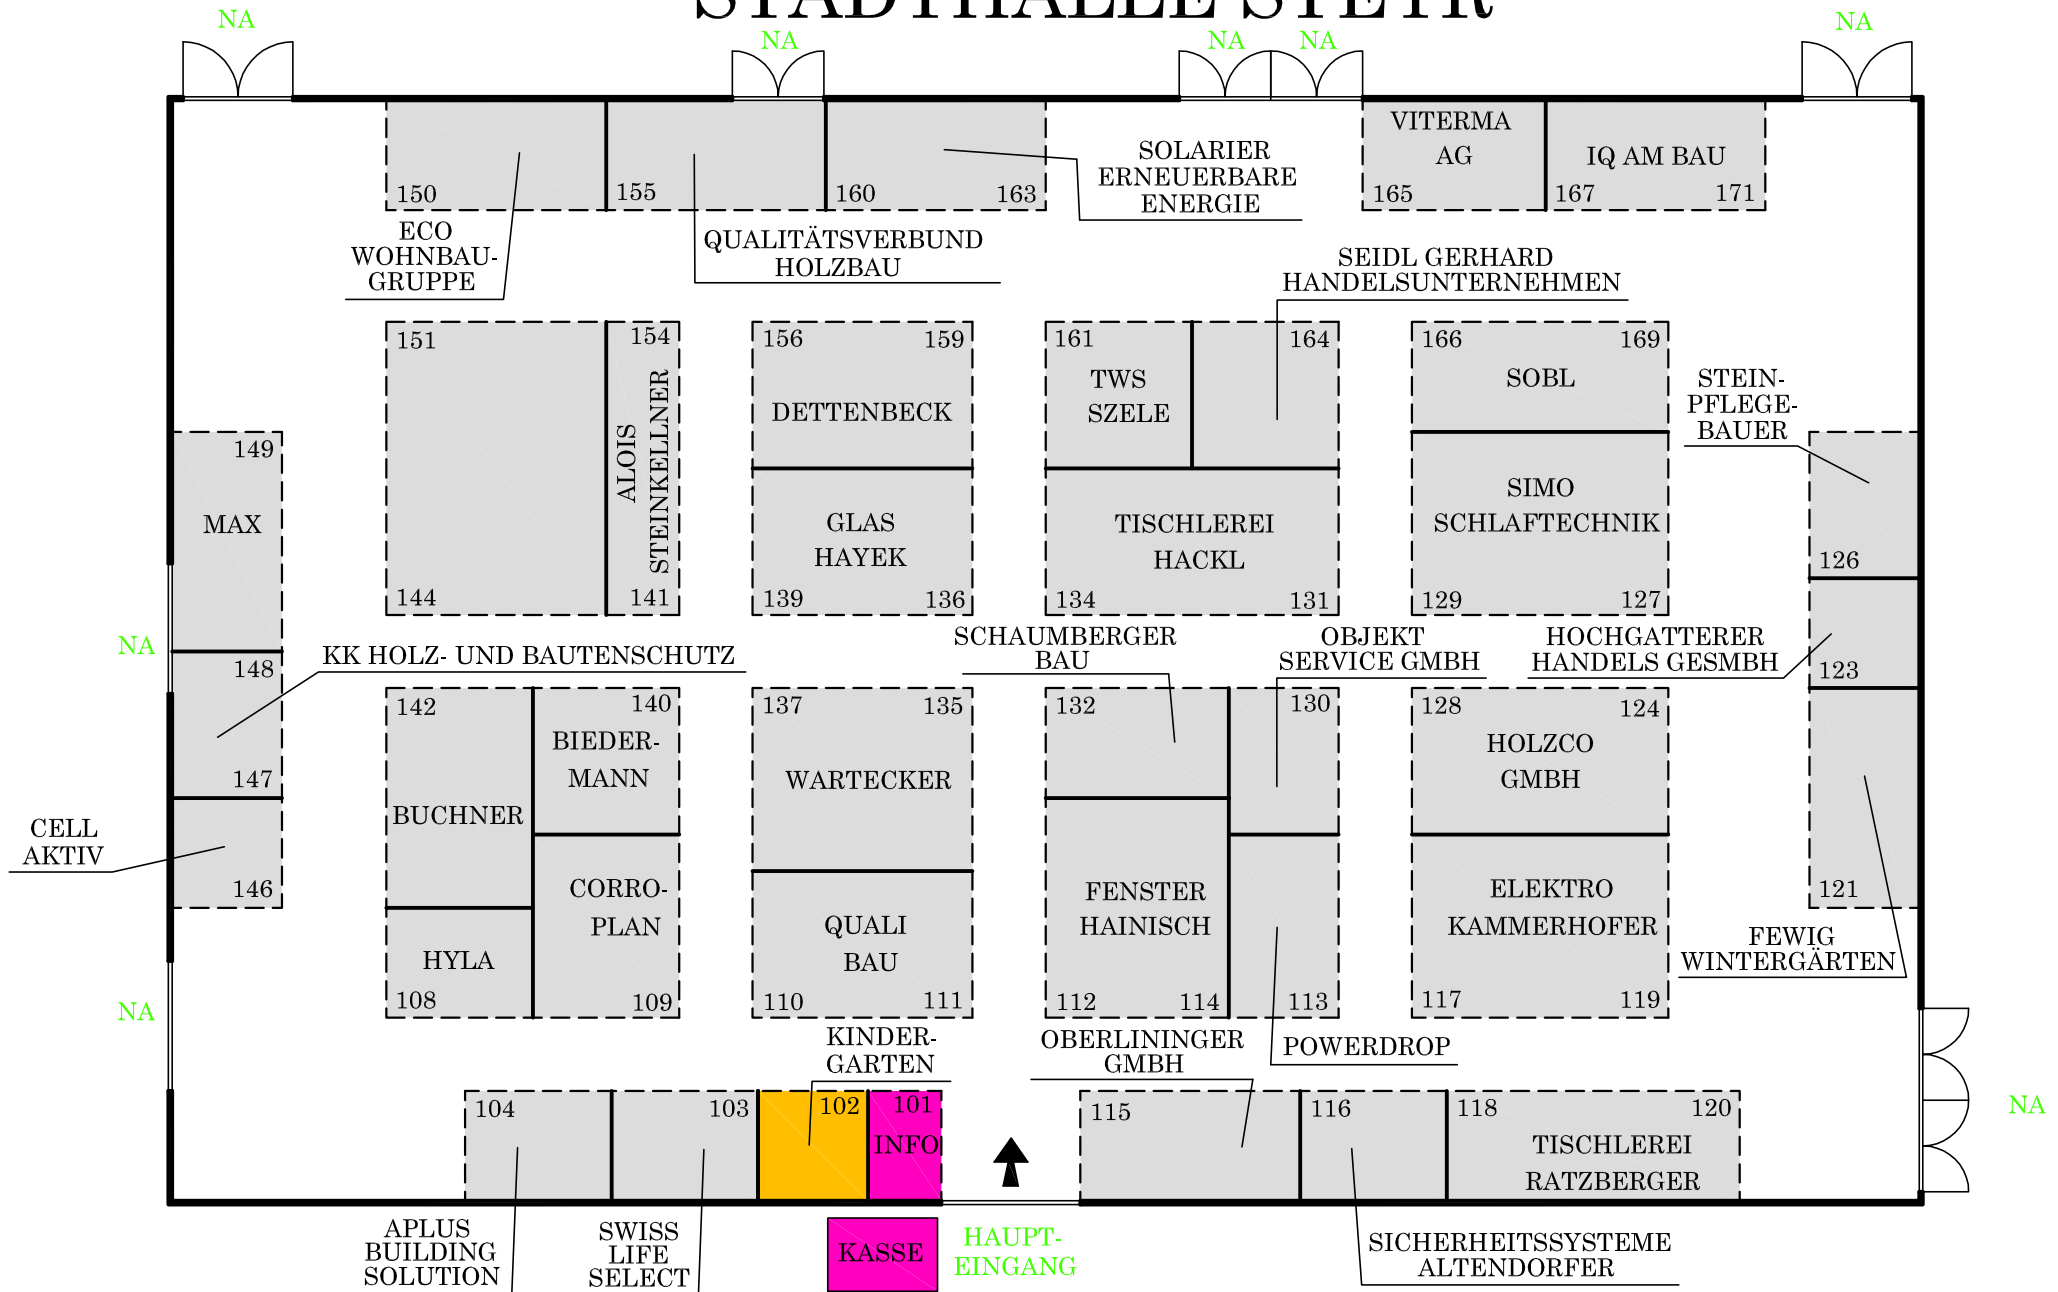 STADTHALLE STEYR
NA
NA
NA
NA
NA
150
155
160
163
VITERMA
AG
165
IQ AM BAU
167
171
SOLARIER
ERNEUERBARE
ENERGIE
ECO
WOHNBAU-
GRUPPE
QUALITÄTSVERBUND
HOLZBAU
SEIDL GERHARD
HANDELSUNTERNEHMEN
151
144
154
ALOIS
STEINKELLNER
141
156
159
DETTENBECK
GLAS
HAYEK
139
136
161
TWS
SZELE
164
TISCHLEREI
HACKL
134
131
166
169
SOBL
SIMO
SCHLAFTECHNIK
129
127
STEIN-
PFLEGE-
BAUER
126
149
MAX
NA
148
147
KK HOLZ- UND BAUTENSCHUTZ
SCHAUMBERGER
BAU
OBJEKT
SERVICE GMBH
HOCHGATTERER
HANDELS GESMBH
123
142
BUCHNER
140
BIEDER-
MANN
137
135
WARTECKER
132
130
128
124
HOLZCO
GMBH
CELL
AKTIV
146
HYLA
108
CORRO-
PLAN
109
QUALI
BAU
110
111
FENSTER
HAINISCH
112
114
113
ELEKTRO
KAMMERHOFER
117
119
121
FEWIG
WINTERGÄRTEN
NA
KINDER-
GARTEN
OBERLININGER
GMBH
POWERDROP
104
103
102
101
INFO
115
116
118
120
TISCHLEREI
RATZBERGER
NA
APLUS
BUILDING
SOLUTION
SWISS
LIFE
SELECT
KASSE
HAUPT-
EINGANG
SICHERHEITSSYSTEME
ALTENDORFER